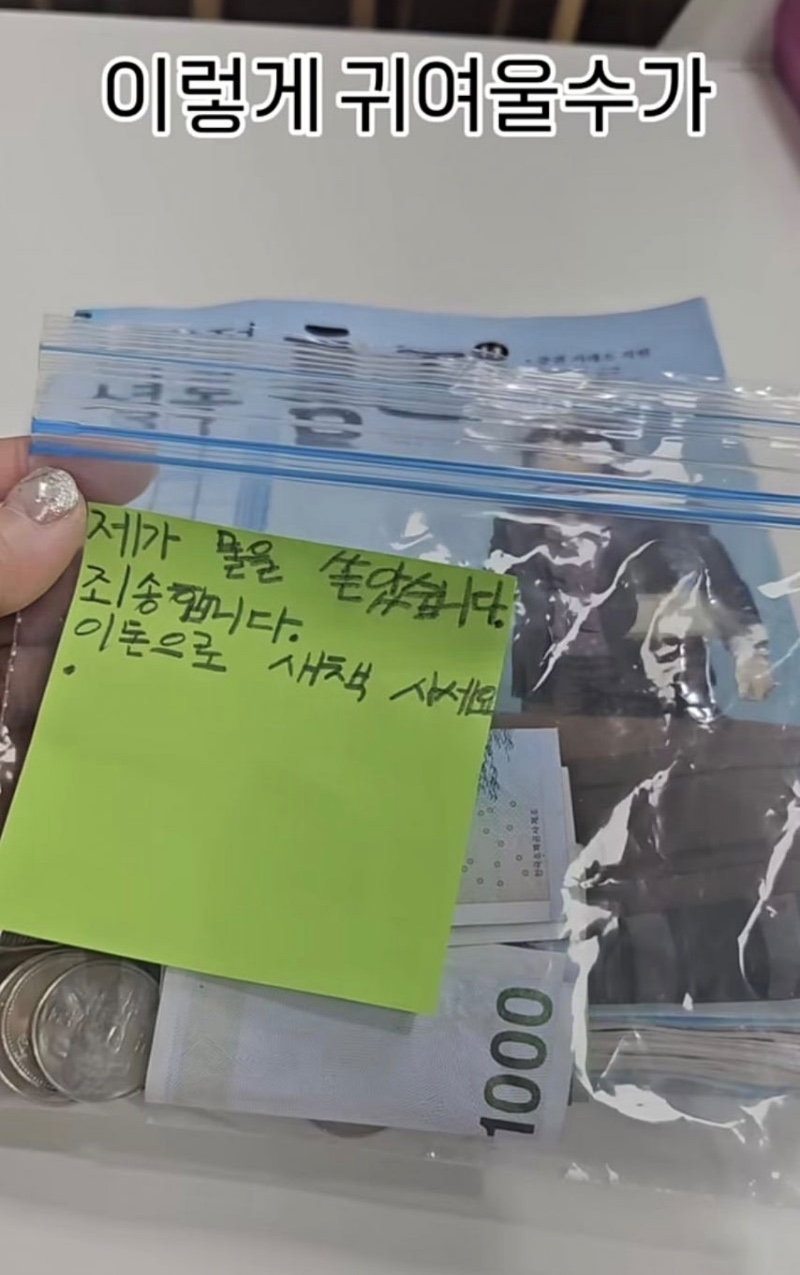 이렇게 귀여울수가
제가 물을 쏟았습니다.
죄송합니다.
이돈으로 새책 사세요
.
1000